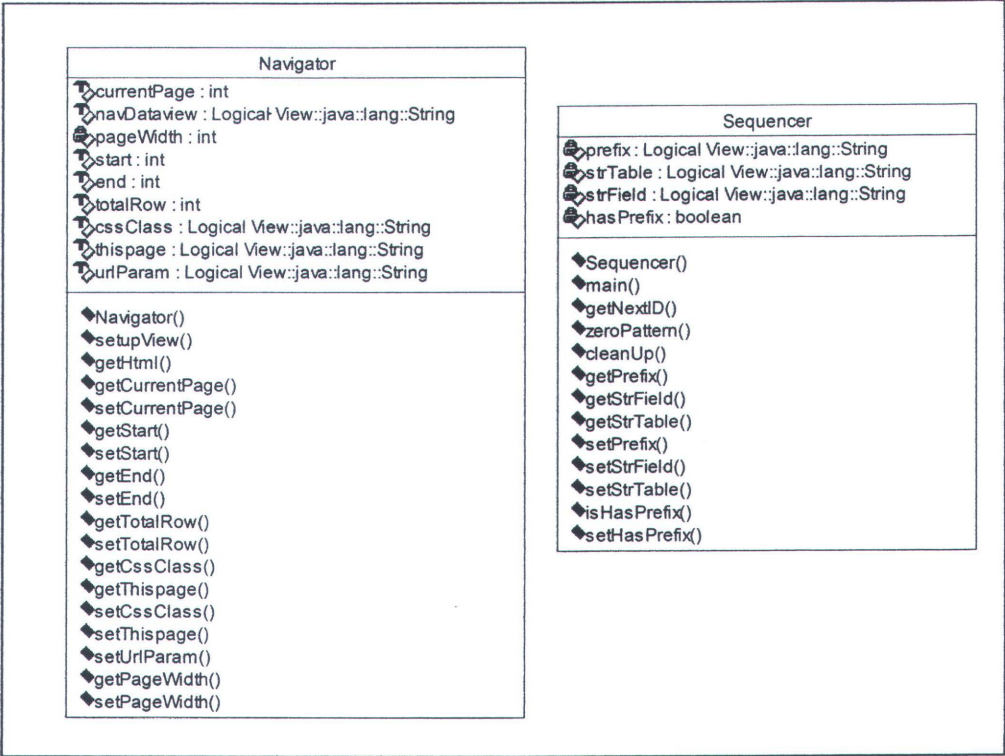 Navigator
currentPage : int
navDataview : Logical View::java::lang::String
pageWidth : int
start : int
end : int
totalRow : int
cssClass : Logical View::java::lang::String
thispage : Logical View::java::lang::String
urlParam : Logical View::java::lang::String
Navigator()
setupView()
getHtml()
getCurrentPage()
setCurrentPage()
getStart()
setStart()
getEnd()
setEnd()
getTotalRow()
setTotalRow()
getCssClass()
getThispage()
setCssClass()
setThispage()
setUrlParam()
getPageWidth()
setPageWidth()
Sequencer
prefix : Logical View::java::lang::String
strTable : Logical View::java::lang::String
strField : Logical View::java::lang::String
hasPrefix : boolean
Sequencer()
main()
getNextID()
zeroPattern()
cleanUp()
getPrefix()
getStrField()
getStrTable()
setPrefix()
setStrField()
setStrTable()
isHasPrefix()
setHasPrefix()